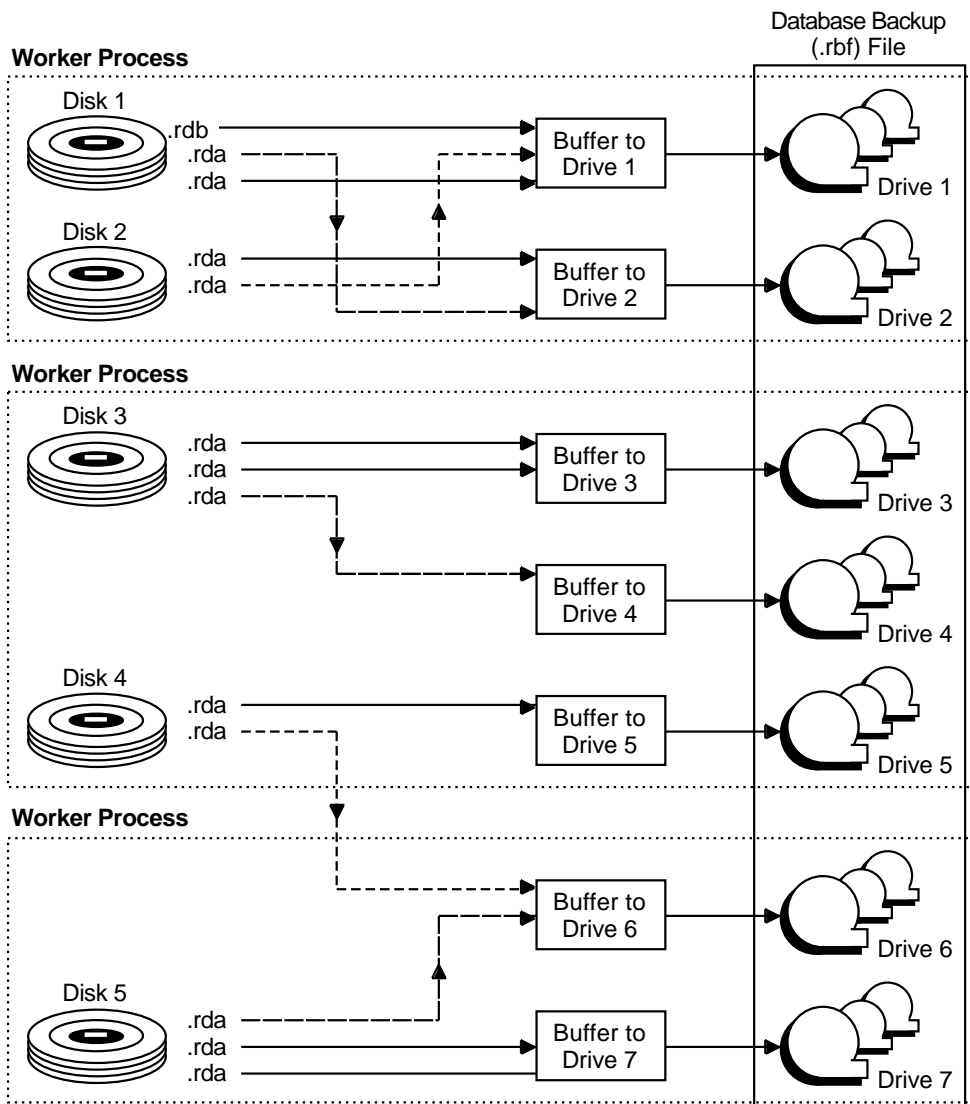 Database Backup
(.rbf) File
Worker Process
Disk 1
.rdb
.rda
.rda
Buffer to
Drive 1
Drive 1
Disk 2
.rda
.rda
Buffer to
Drive 2
Drive 2
Worker Process
Disk 3
.rda
.rda
.rda
Buffer to
Drive 3
Drive 3
Buffer to
Drive 4
Drive 4
Disk 4
.rda
.rda
Buffer to
Drive 5
Drive 5
Worker Process
Buffer to
Drive 6
Drive 6
Disk 5
.rda
.rda
.rda
Buffer to
Drive 7
Drive 7